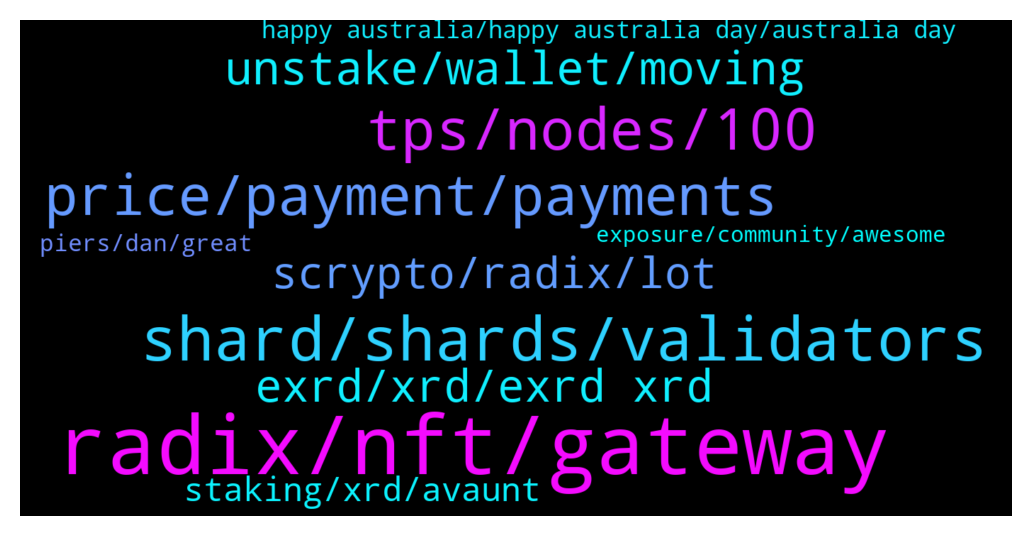 happy australia/happy australia day/australia day
unstake/wallet/moving
tps/nodes/100
price/payment/payments
piers/dan/great
exposure/community/awesome
scrypto/radix/lot
shard/shards/validators
exrd/xrd/exrd xrd
radix/nft/gateway
staking/xrd/avaunt